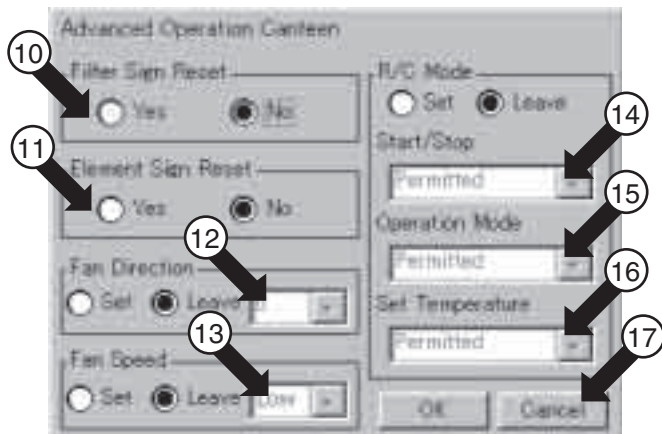 Advanced Operation Canteen
10
Filter Sign Reset
Yes No
11
Element Sign Reset
Yes No
12
Fan Direction
Set Leave 0
13
Fan Speed
Set Leave Low
R/C Mode
Set Leave
14
Start/Stop
Permitted
15
Operation Mode
Permitted
16
Set Temperature
Permitted
17
OK Cancel